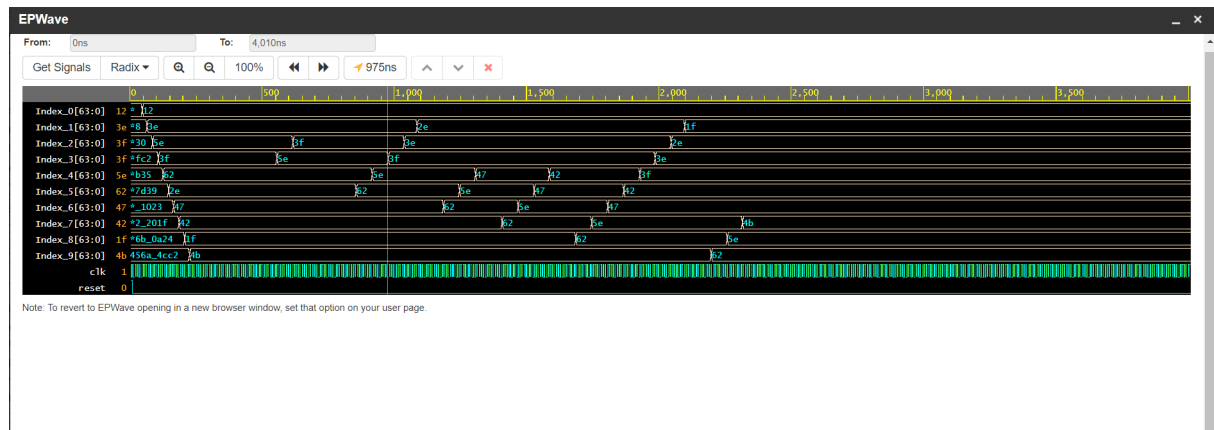 EPWave
From: 0ns To: 4,010ns
Get Signals Radix 100% 975ns
0 500 1,000 1,500 2,000 2,500 3,000 3,500
Index_0[63:0] 12 * 12
Index_1[63:0] 3e *8 3e 2e 1f
Index_2[63:0] 3f *30 5e 3f 3e 2e
Index_3[63:0] 3f *fc2 3f 5e 3f 3e
Index_4[63:0] 5e *b35 62 5e 47 42 3f
Index_5[63:0] 62 *7d39 2e 62 5e 47 42
Index_6[63:0] 47 *_1023 47 62 5e 47
Index_7[63:0] 42 *2_201f 42 62 5e 4b
Index_8[63:0] 1f *6b_0a24 1f 62 5e
Index_9[63:0] 4b 456a_4cc2 4b 62
clk 1
reset 0
Note: To revert to EPWave opening in a new browser window, set that option on your user page.